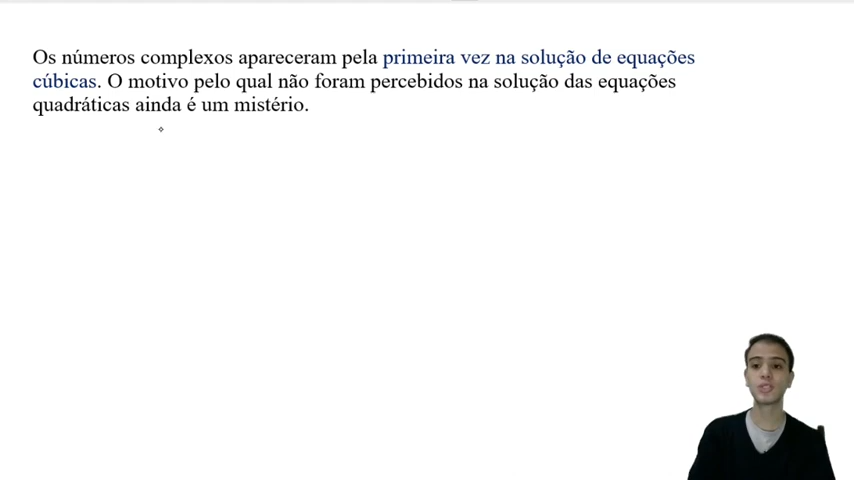 Os números complexos apareceram pela primeira vez na solução de equações
cúbicas. O motivo pelo qual não foram percebidos na solução das equações
quadráticas ainda é um mistério.